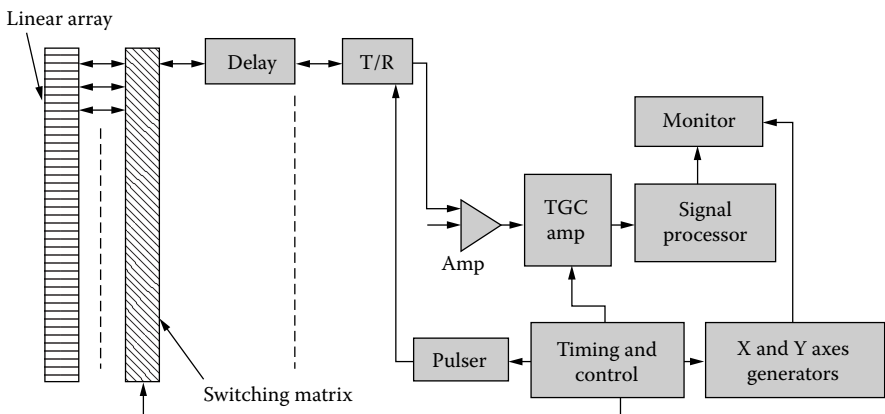 Linear array
Delay
T/R
Monitor
TGC
amp
Signal
processor
Amp
Pulser
Timing and
control
X and Y axes
generators
Switching matrix